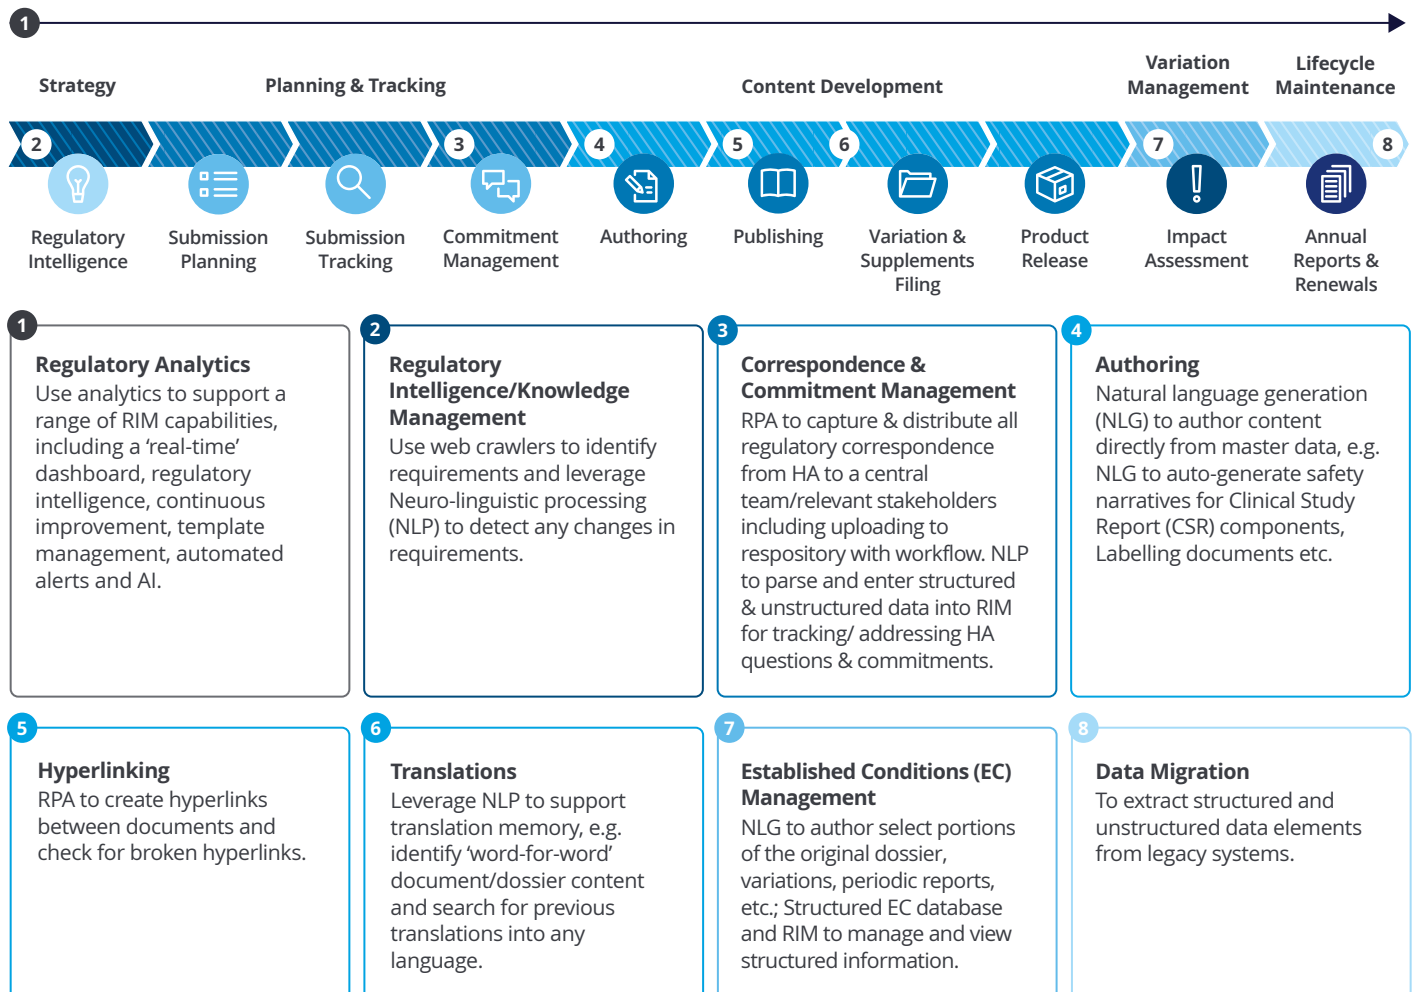 1
Strategy
Planning & Tracking
Content Development
Variation
Management
Lifecycle
Maintenance
2
3
4
5
6
7
8
Regulatory
Intelligence
Submission
Planning
Submission
Tracking
Commitment
Management
Authoring
Publishing
Variation &
Supplements
Filing
Product
Release
Impact
Assessment
Annual
Reports &
Renewals
1
Regulatory Analytics
Use analytics to support a
range of RIM capabilities,
including a ‘real-time’
dashboard, regulatory
intelligence, continuous
improvement, template
management, automated
alerts and AI.
2
Regulatory
Intelligence/Knowledge
Management
Use web crawlers to identify
requirements and leverage
Neuro-linguistic processing
(NLP) to detect any changes in
requirements.
3
Correspondence &
Commitment Management
RPA to capture & distribute all
regulatory correspondence
from HA to a central
team/relevant stakeholders
including uploading to
respository with workflow. NLP
to parse and enter structured
& unstructured data into RIM
for tracking/ addressing HA
questions & commitments.
4
Authoring
Natural language generation
(NLG) to author content
directly from master data, e.g.
NLG to auto-generate safety
narratives for Clinical Study
Report (CSR) components,
Labelling documents etc.
5
Hyperlinking
RPA to create hyperlinks
between documents and
check for broken hyperlinks.
6
Translations
Leverage NLP to support
translation memory, e.g.
identify ‘word-for-word’
document/dossier content
and search for previous
translations into any
language.
7
Established Conditions (EC)
Management
NLG to author select portions
of the original dossier,
variations, periodic reports,
etc.; Structured EC database
and RIM to manage and view
structured information.
8
Data Migration
To extract structured and
unstructured data elements
from legacy systems.